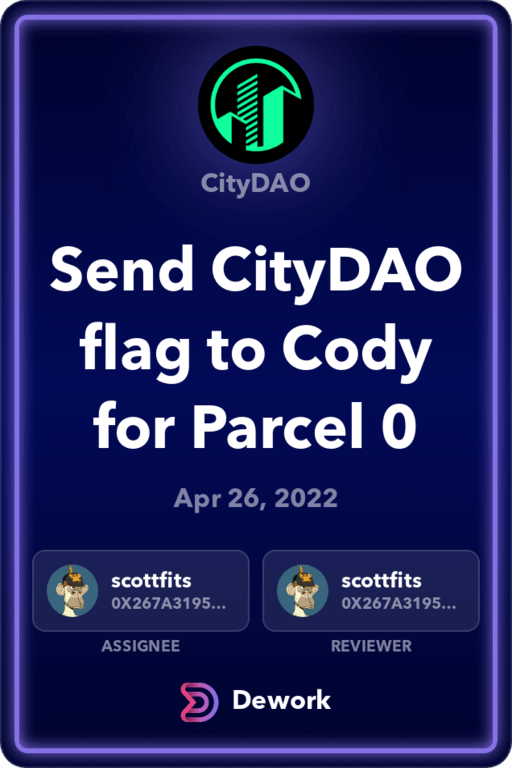 CityDAO
Send CityDAO
flag to Cody
for Parcel 0
Apr 26, 2022
scottfits
0X267A3195...
ASSIGNEE
scottfits
0X267A3195...
REVIEWER
Dework